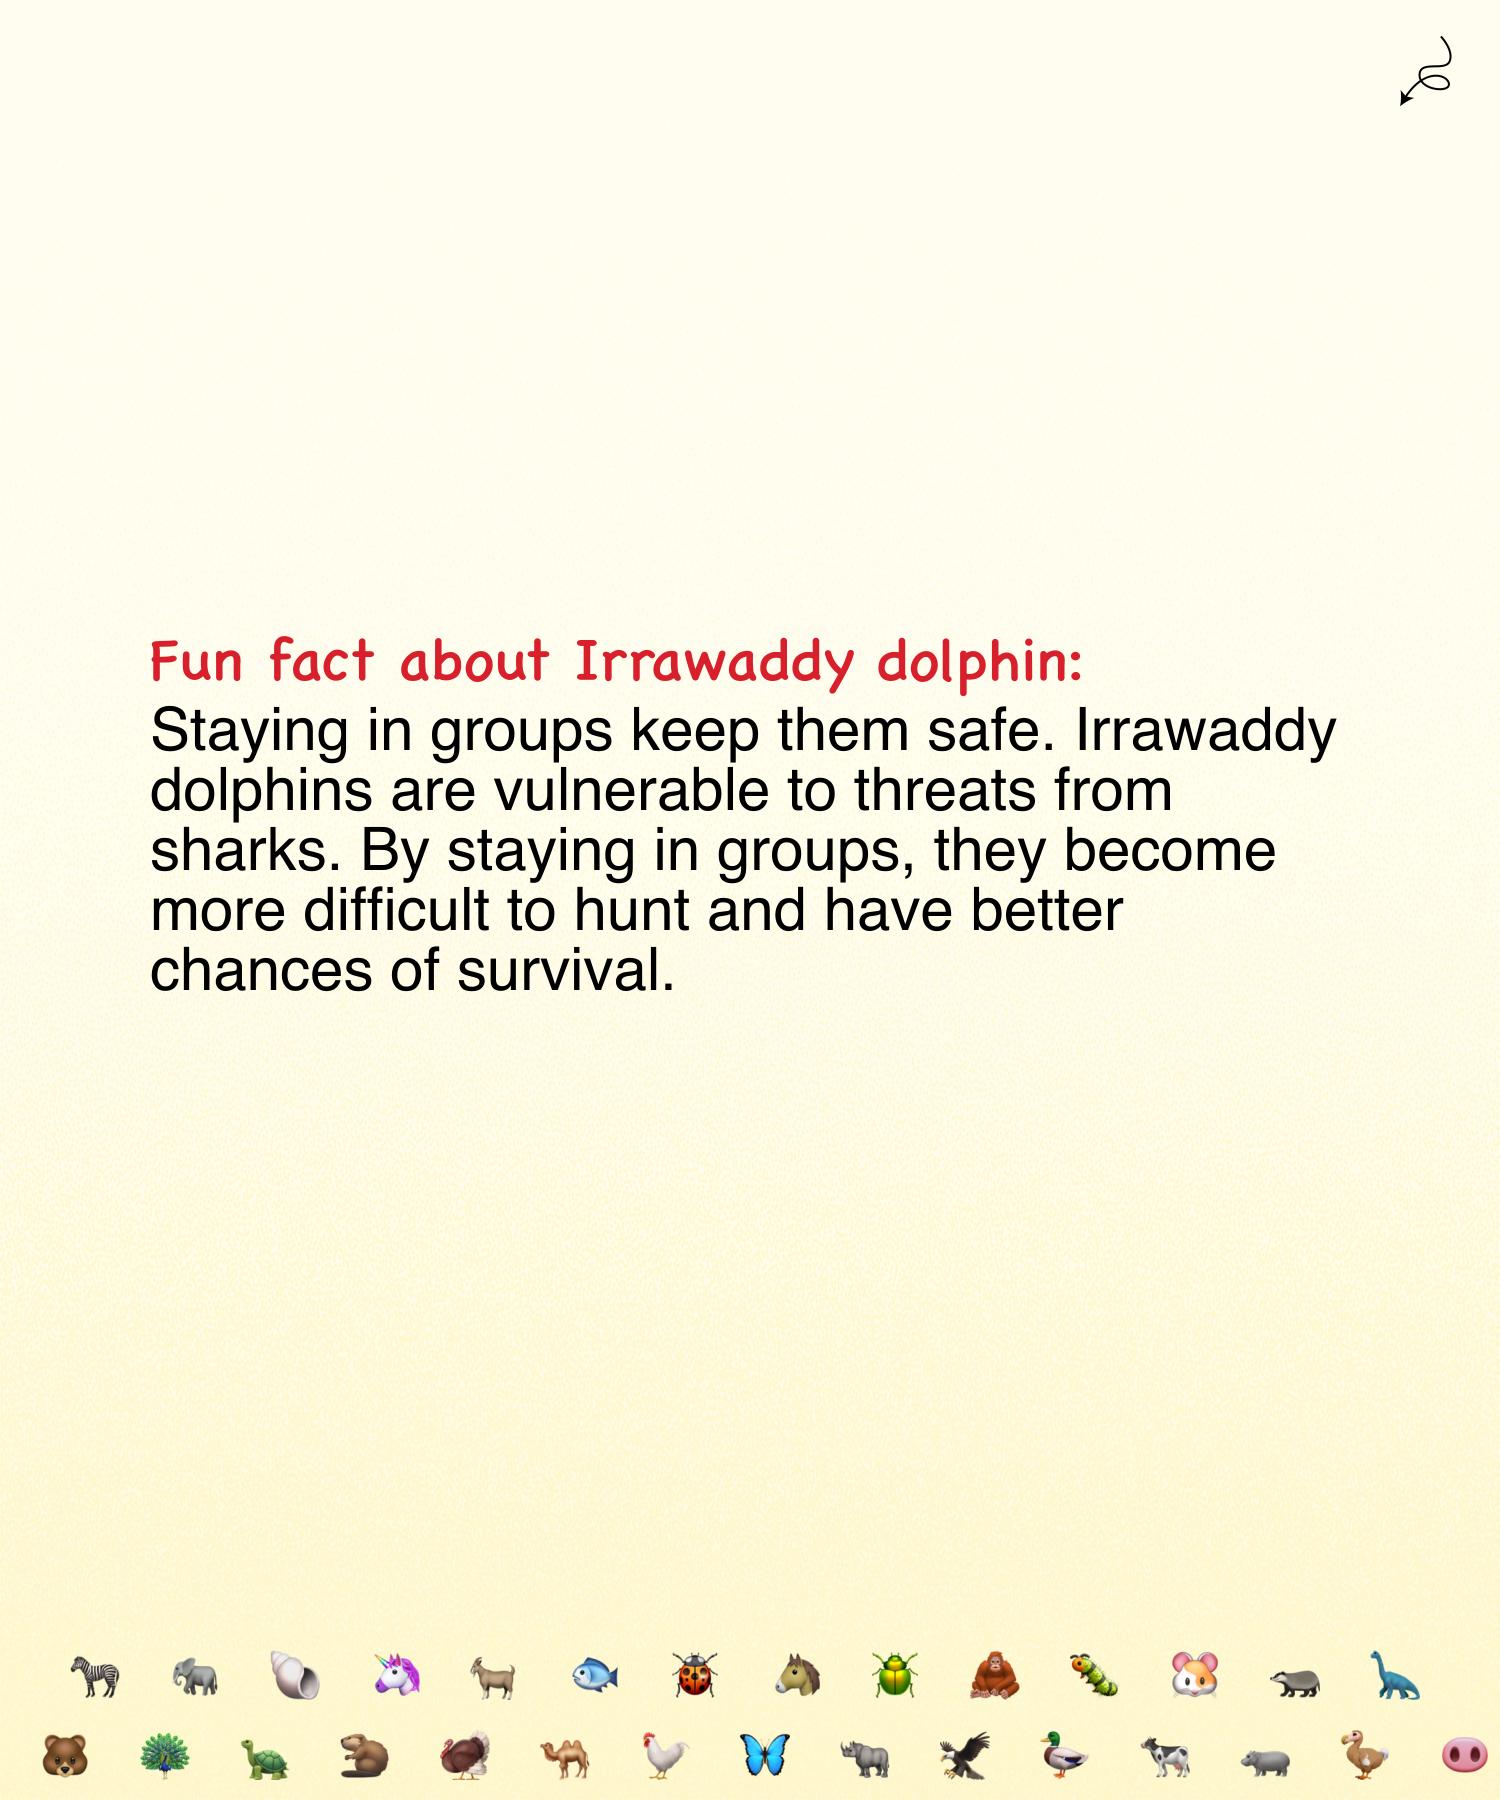 Fun fact about Irrawaddy dolphin:
Staying in groups keep them safe. Irrawaddy
dolphins are vulnerable to threats from
sharks. By staying in groups, they become
more difficult to hunt and have better
chances of survival.